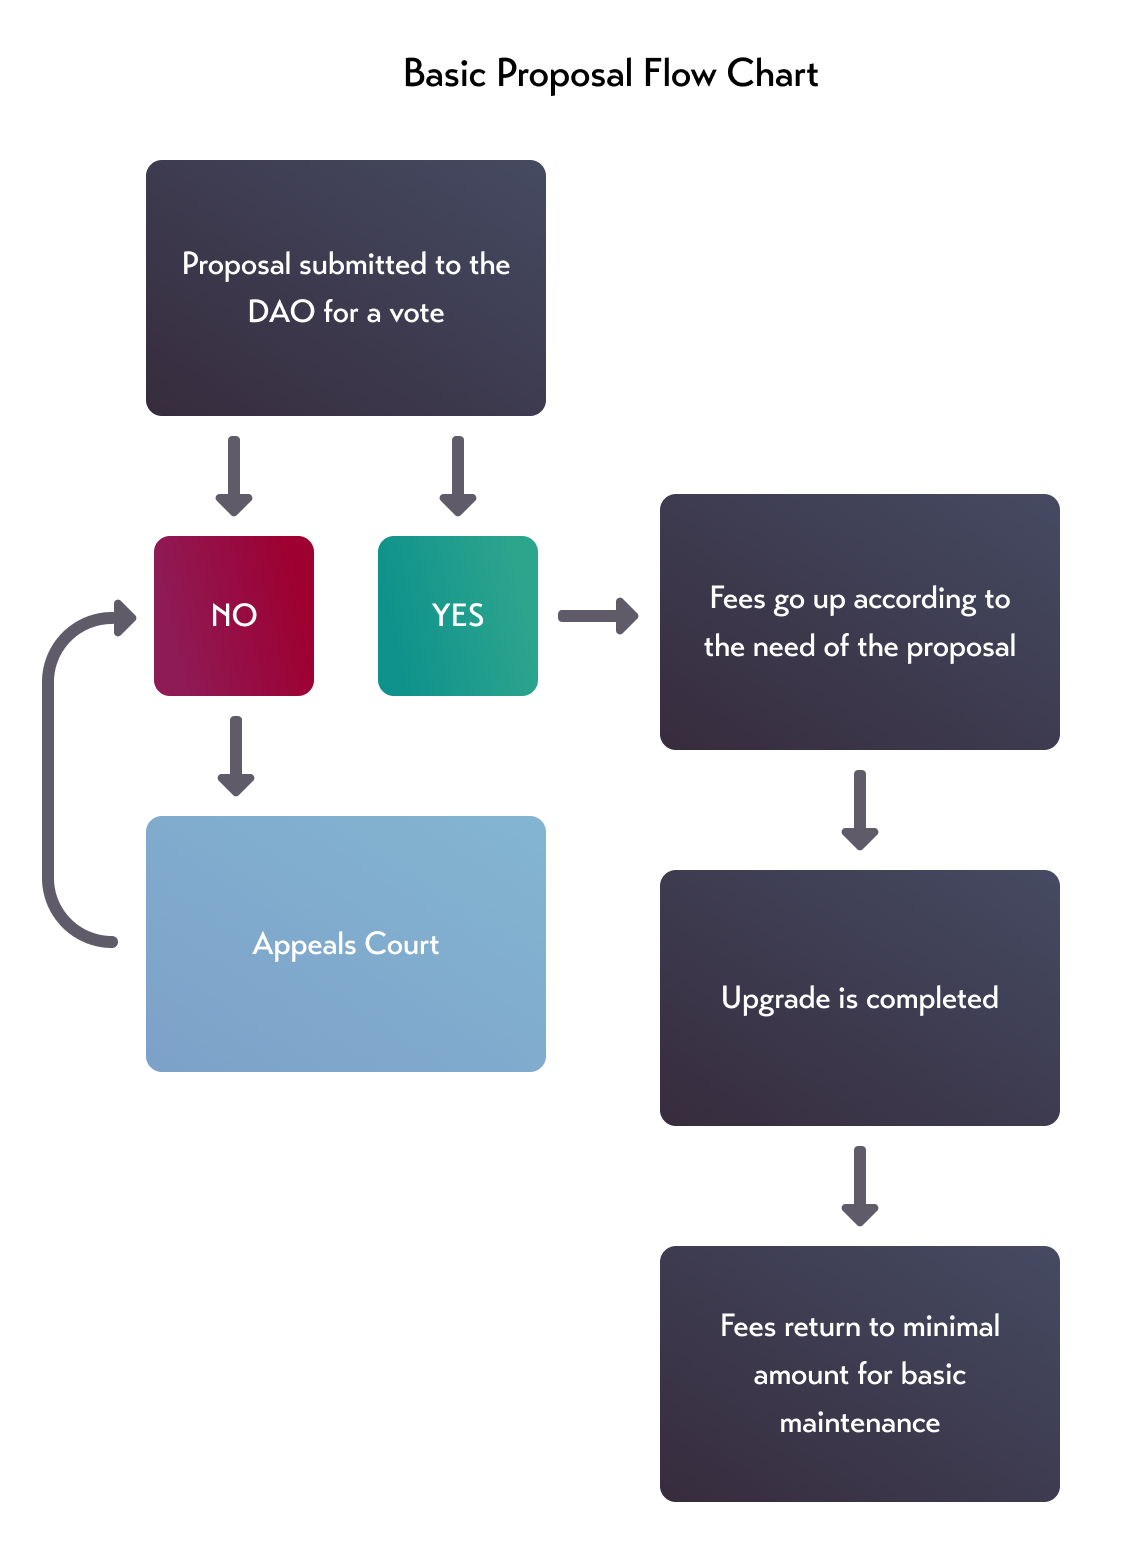 Basic Proposal Flow Chart
Proposal submitted to the
DAO for a vote
NO
YES
Fees go up according to
the need of the proposal
Appeals Court
Upgrade is completed
Fees return to minimal
amount for basic
maintenance